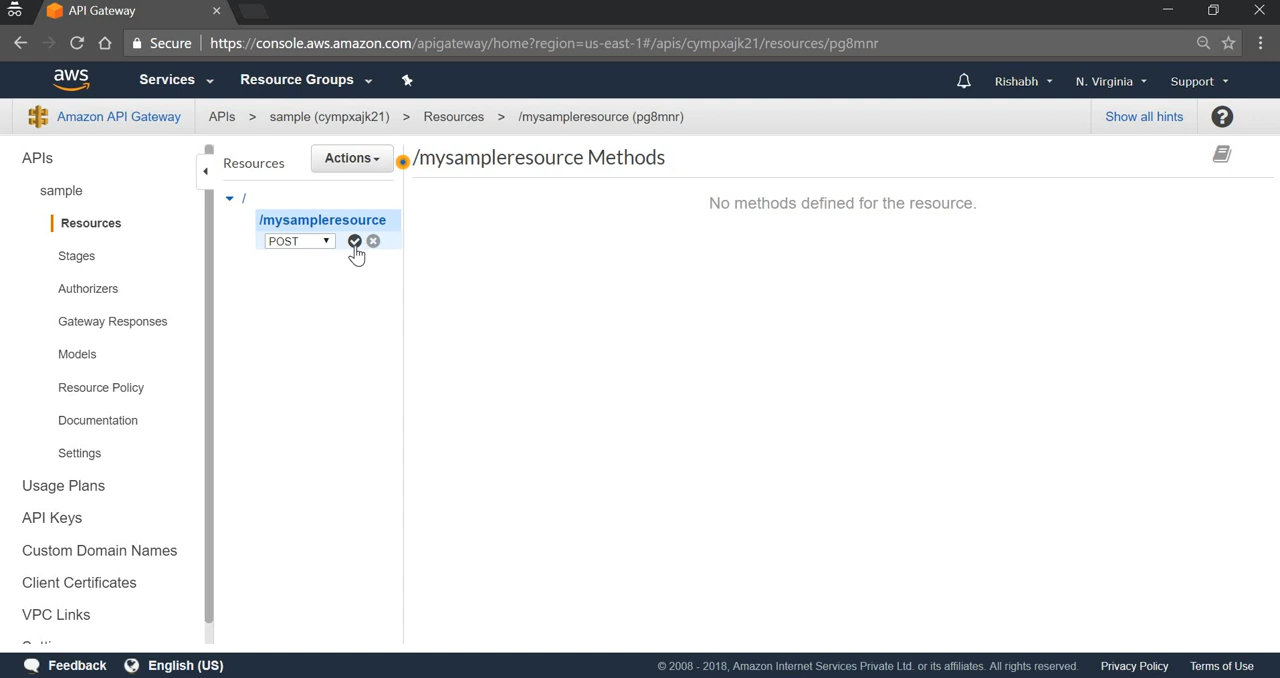 API Gateway
Secure https://console.aws.amazon.com/apigateway/home?region=us-east-1#/apis/cympxajk21/resources/pg8mnr
aws Services Resource Groups Rishabh N. Virginia Support
Amazon API Gateway APIs > sample (cympxajk21) > Resources > /mysampleresource (pg8mnr) Show all hints ?
APIs
sample
Resources
Stages
Authorizers
Gateway Responses
Models
Resource Policy
Documentation
Settings
Usage Plans
API Keys
Custom Domain Names
Client Certificates
VPC Links
Resources Actions
/
/mysampleresource
POST
/mysampleresource Methods
No methods defined for the resource.
Feedback English (US) © 2008 - 2018, Amazon Internet Services Private Ltd. or its affiliates. All rights reserved. Privacy Policy Terms of Use